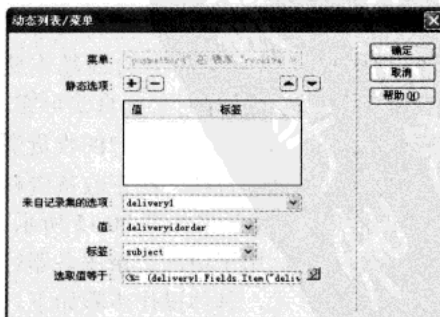 动态列表/菜单
菜单:
确定
静态选项:
取消
帮助(H)
值 标签
来自记录集的选项: delivery1
值: deliveryidorder
标签: subject
选取值等于: <%= (delivery1.Fields.Item("deliv